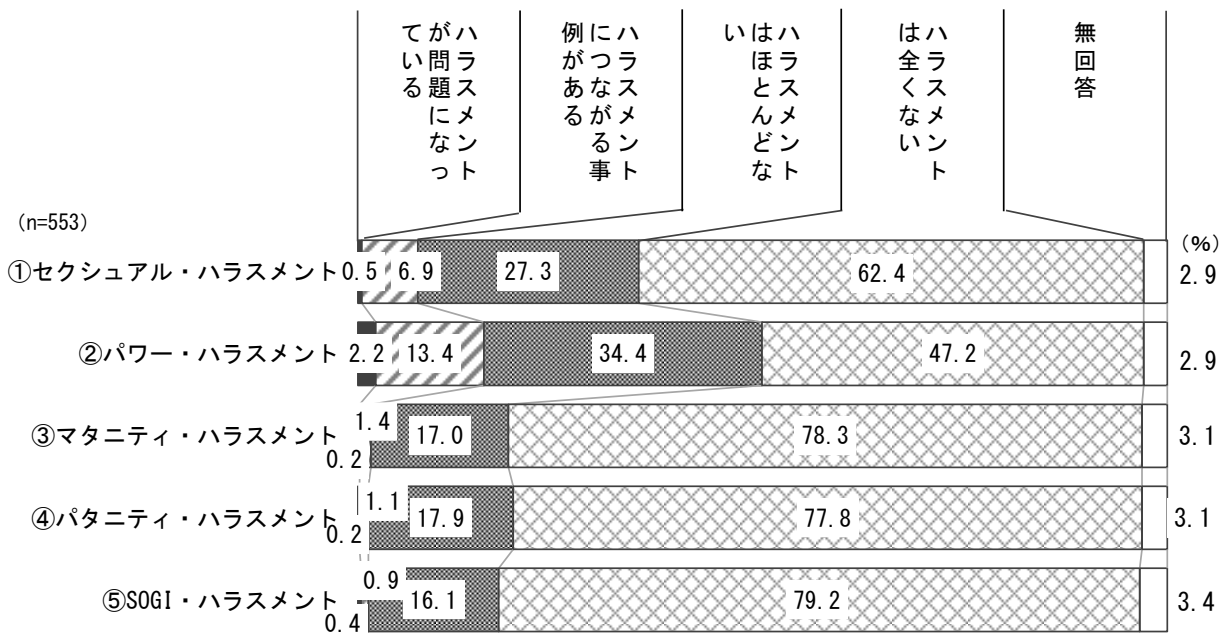 ハラスメント
が問題になっ
ている
ハラスメント
につながる事
例がある
ハラスメント
はほとんどな
い
ハラスメント
は全くない
無回答
(n=553)
(%)
①セクシュアル・ハラスメント 0.5 6.9 27.3 62.4 2.9
②パワー・ハラスメント 2.2 13.4 34.4 47.2 2.9
③マタニティ・ハラスメント 0.2 1.4 17.0 78.3 3.1
④パタニティ・ハラスメント 0.2 1.1 17.9 77.8 3.1
⑤SOGI・ハラスメント 0.4 0.9 16.1 79.2 3.4